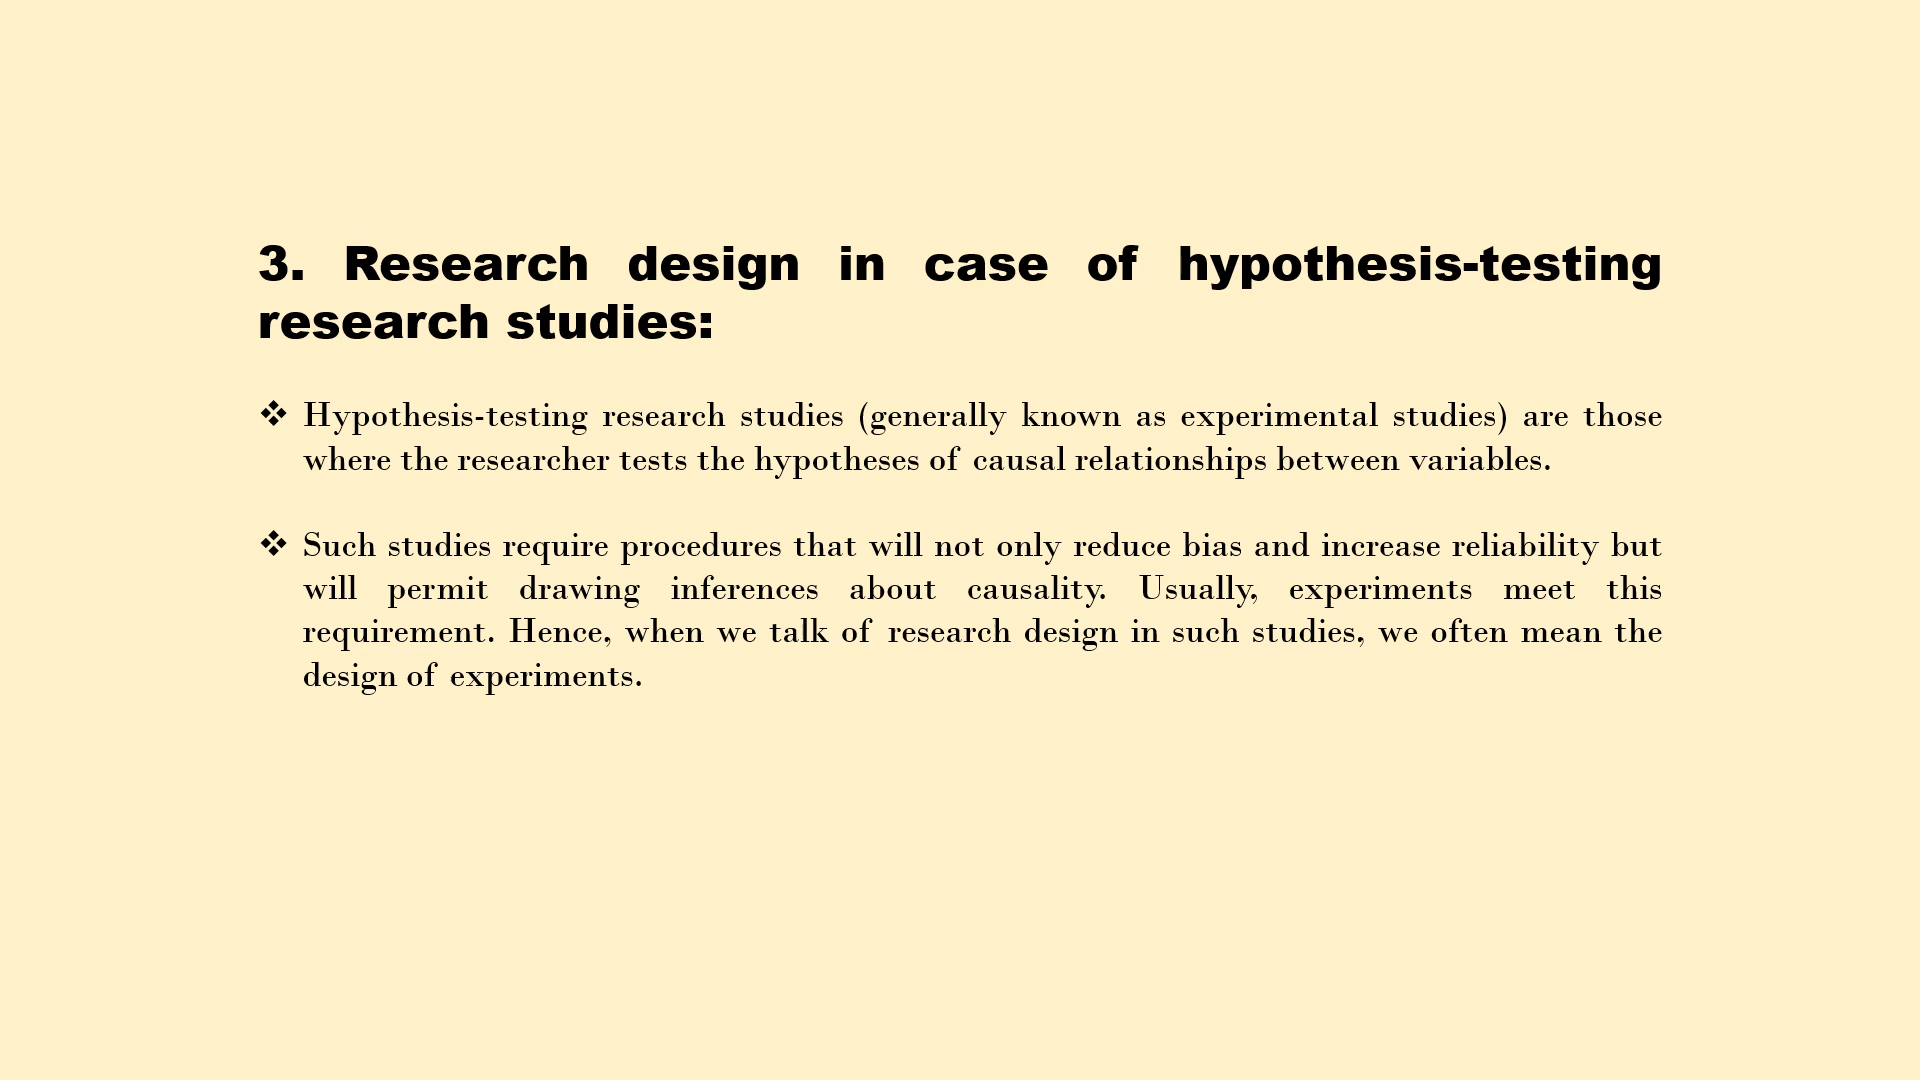 3. Research design in case of hypothesis-testing
research studies:
❖ Hypothesis-testing research studies (generally known as experimental studies) are those
where the researcher tests the hypotheses of causal relationships between variables.
❖ Such studies require procedures that will not only reduce bias and increase reliability but
will permit drawing inferences about causality. Usually, experiments meet this
requirement. Hence, when we talk of research design in such studies, we often mean the
design of experiments.